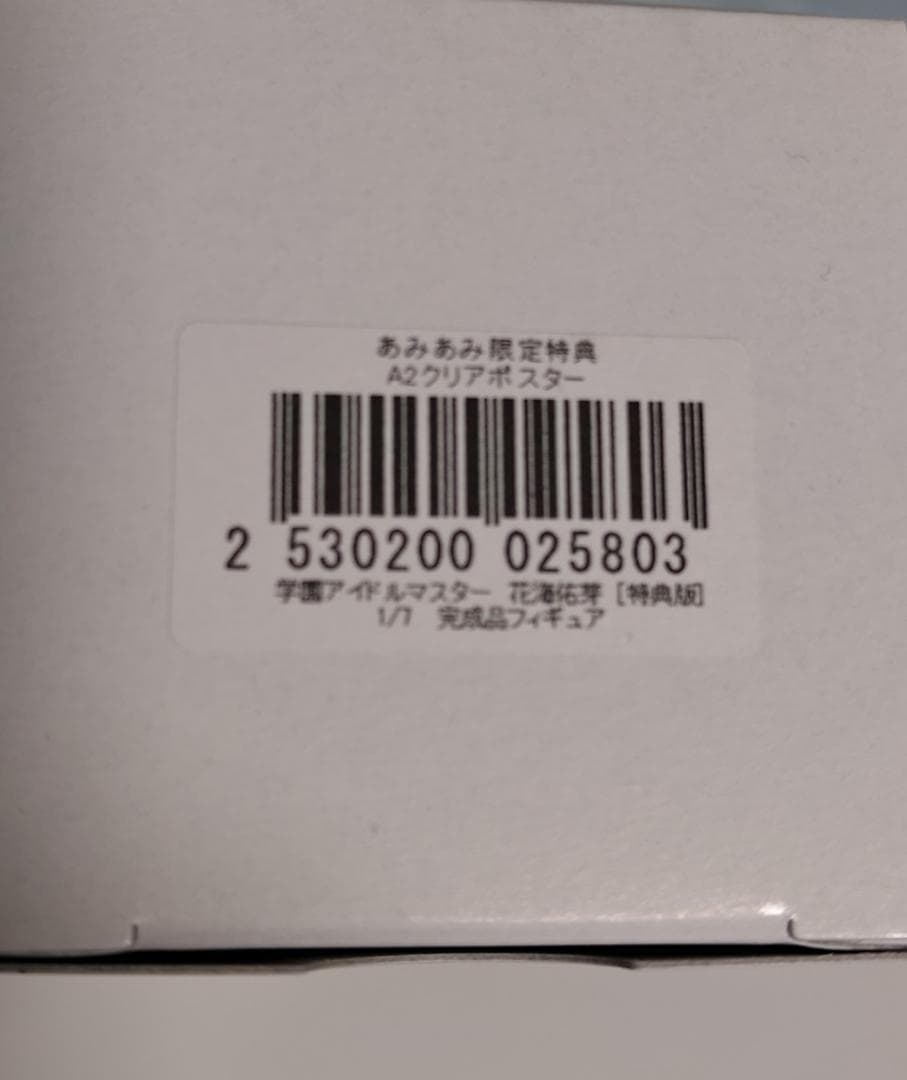 あみあみ限定特典
A2クリアポスター
2 530200 025803
学園アイドルマスター 花海佑芽 [特典版]
1/7 完成品フィギュア